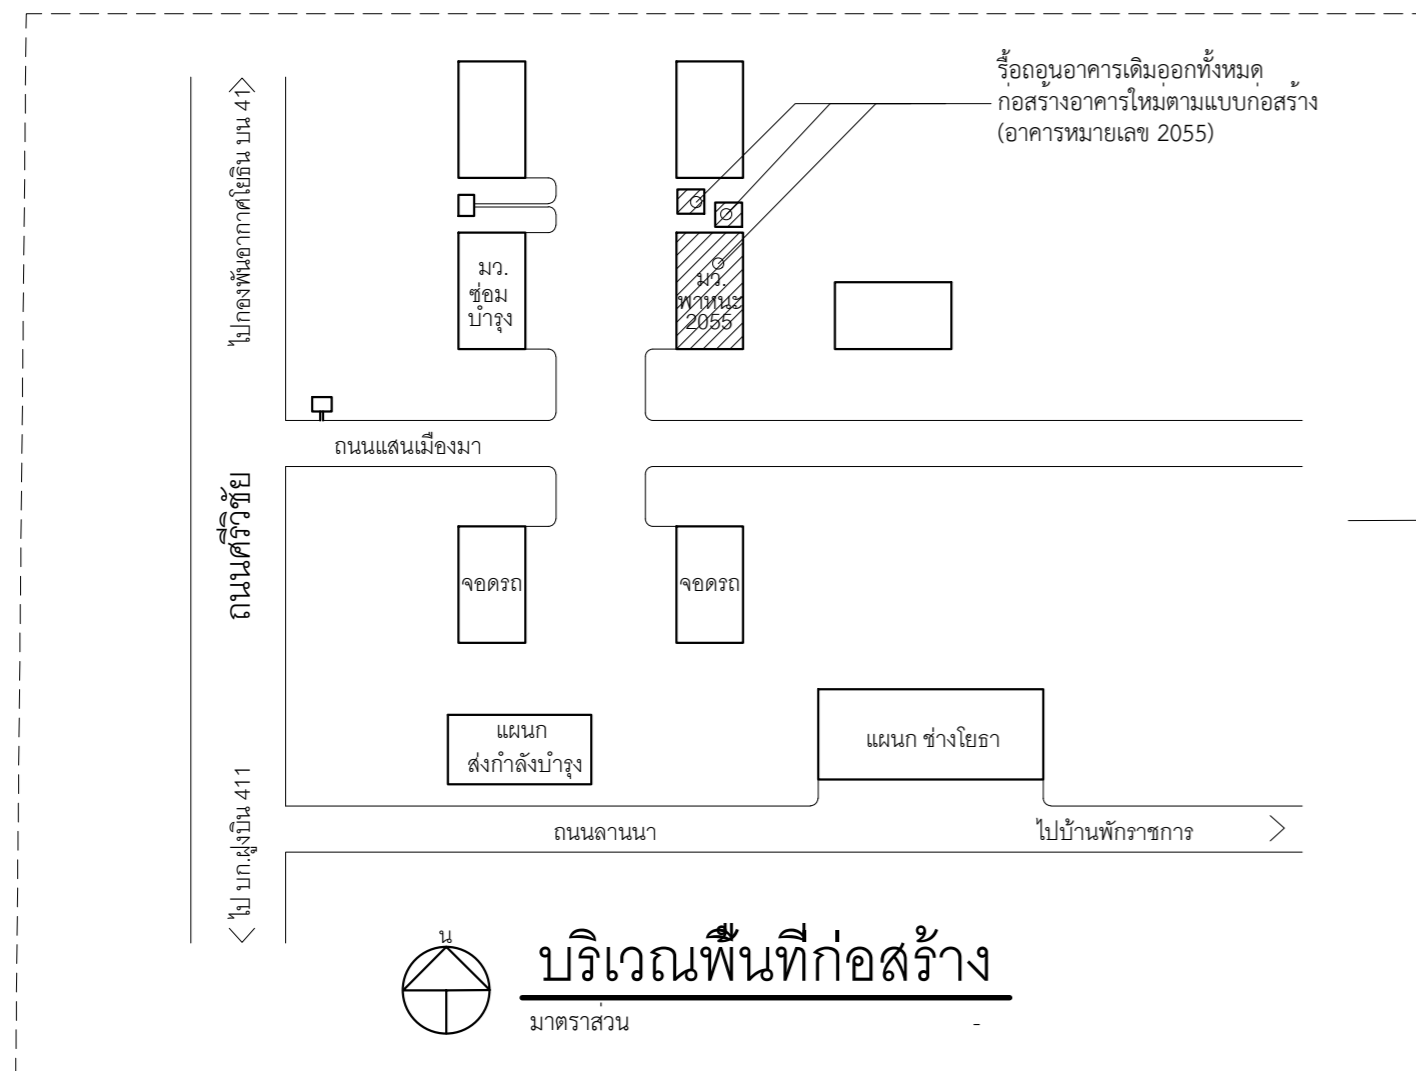 รื้อถอนอาคารเดิมออกทั้งหมด
ก่อสร้างอาคารใหม่ตามแบบก่อสร้าง
(อาคารหมายเลข 2055)
ไปกองพันอากาศโยธิน บน 41
มว.
ซ่อม
บำรุง
มว.
พาหนะ
2055
ถนนแสนเมืองมา
ถนนศรีวิชัย
จอดรถ
จอดรถ
แผนก
ส่งกำลังบำรุง
แผนก ช่างโยธา
ไป บก.ฝูงบิน 411
ถนนลานนา
ไปบ้านพักราชการ
น
บริเวณพื้นที่ก่อสร้าง
มาตราส่วน -